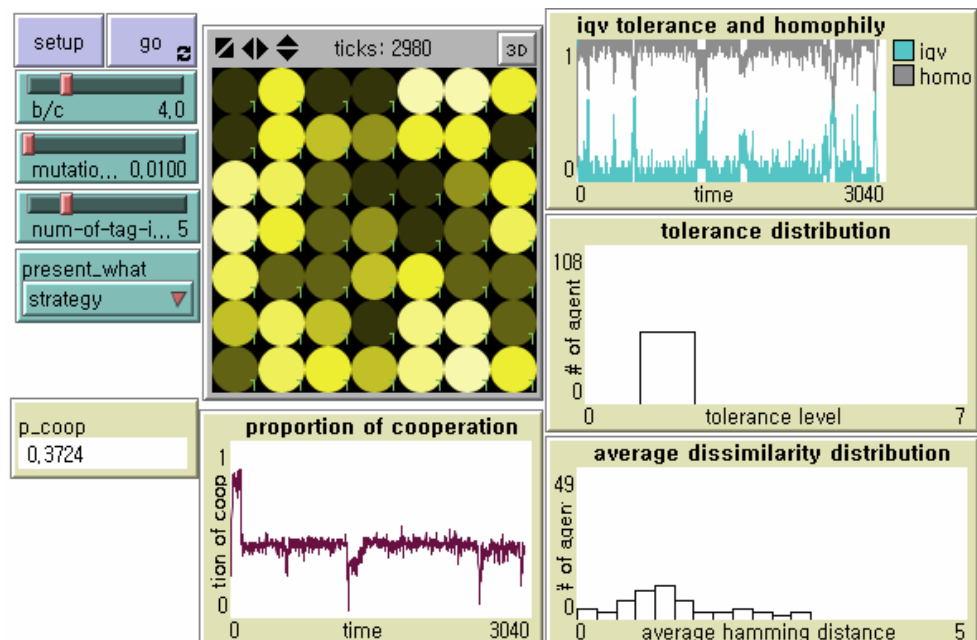 setup
go
ticks: 2980
3D
b/c 4,0
mutatio... 0,0100
num-of-tag-i... 5
present_what
strategy
p_coop
0,3724
proportion of cooperation
1
tion of coop
0
0 time 3040
iqv tolerance and homophily
1
0
0 time 3040
iqv
homo
tolerance distribution
108
# of agent
0
0 tolerance level 7
average dissimilarity distribution
49
# of agen
0
0 average hamming distance 5